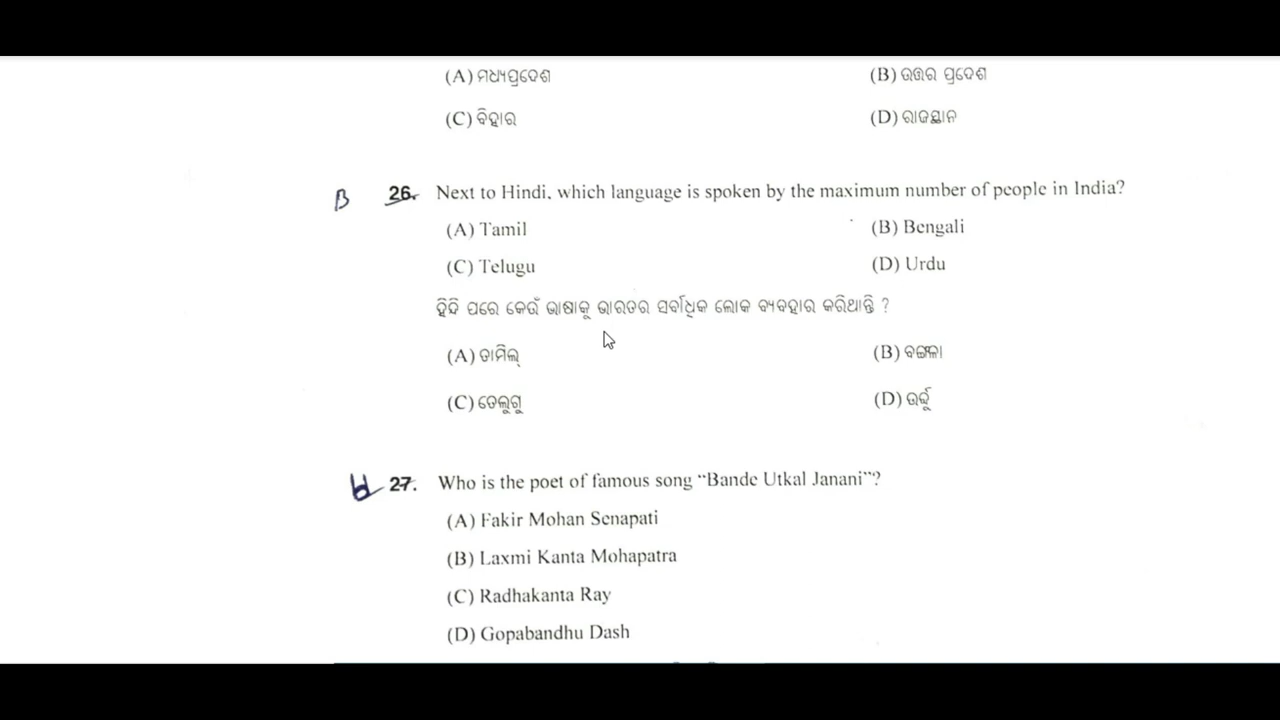 (A) ମଧ୍ୟପ୍ରଦେଶ (B) ଉତ୍ତର ପ୍ରଦେଶ
(C) ବିହାର (D) ରାଜସ୍ଥାନ
B 26. Next to Hindi, which language is spoken by the maximum number of people in India?
(A) Tamil (B) Bengali
(C) Telugu (D) Urdu
ହିନ୍ଦି ପରେ କେଉଁ ଭାଷାକୁ ଭାରତର ସର୍ବାଧିକ ଲୋକ ବ୍ୟବହାର କରିଥାନ୍ତି ?
(A) ତାମିଲ୍ (B) ବଙ୍ଗଳା
(C) ତେଲୁଗୁ (D) ଉର୍ଦ୍ଦୁ
27. Who is the poet of famous song “Bande Utkal Janani”?
(A) Fakir Mohan Senapati
(B) Laxmi Kanta Mohapatra
(C) Radhakanta Ray
(D) Gopabandhu Dash